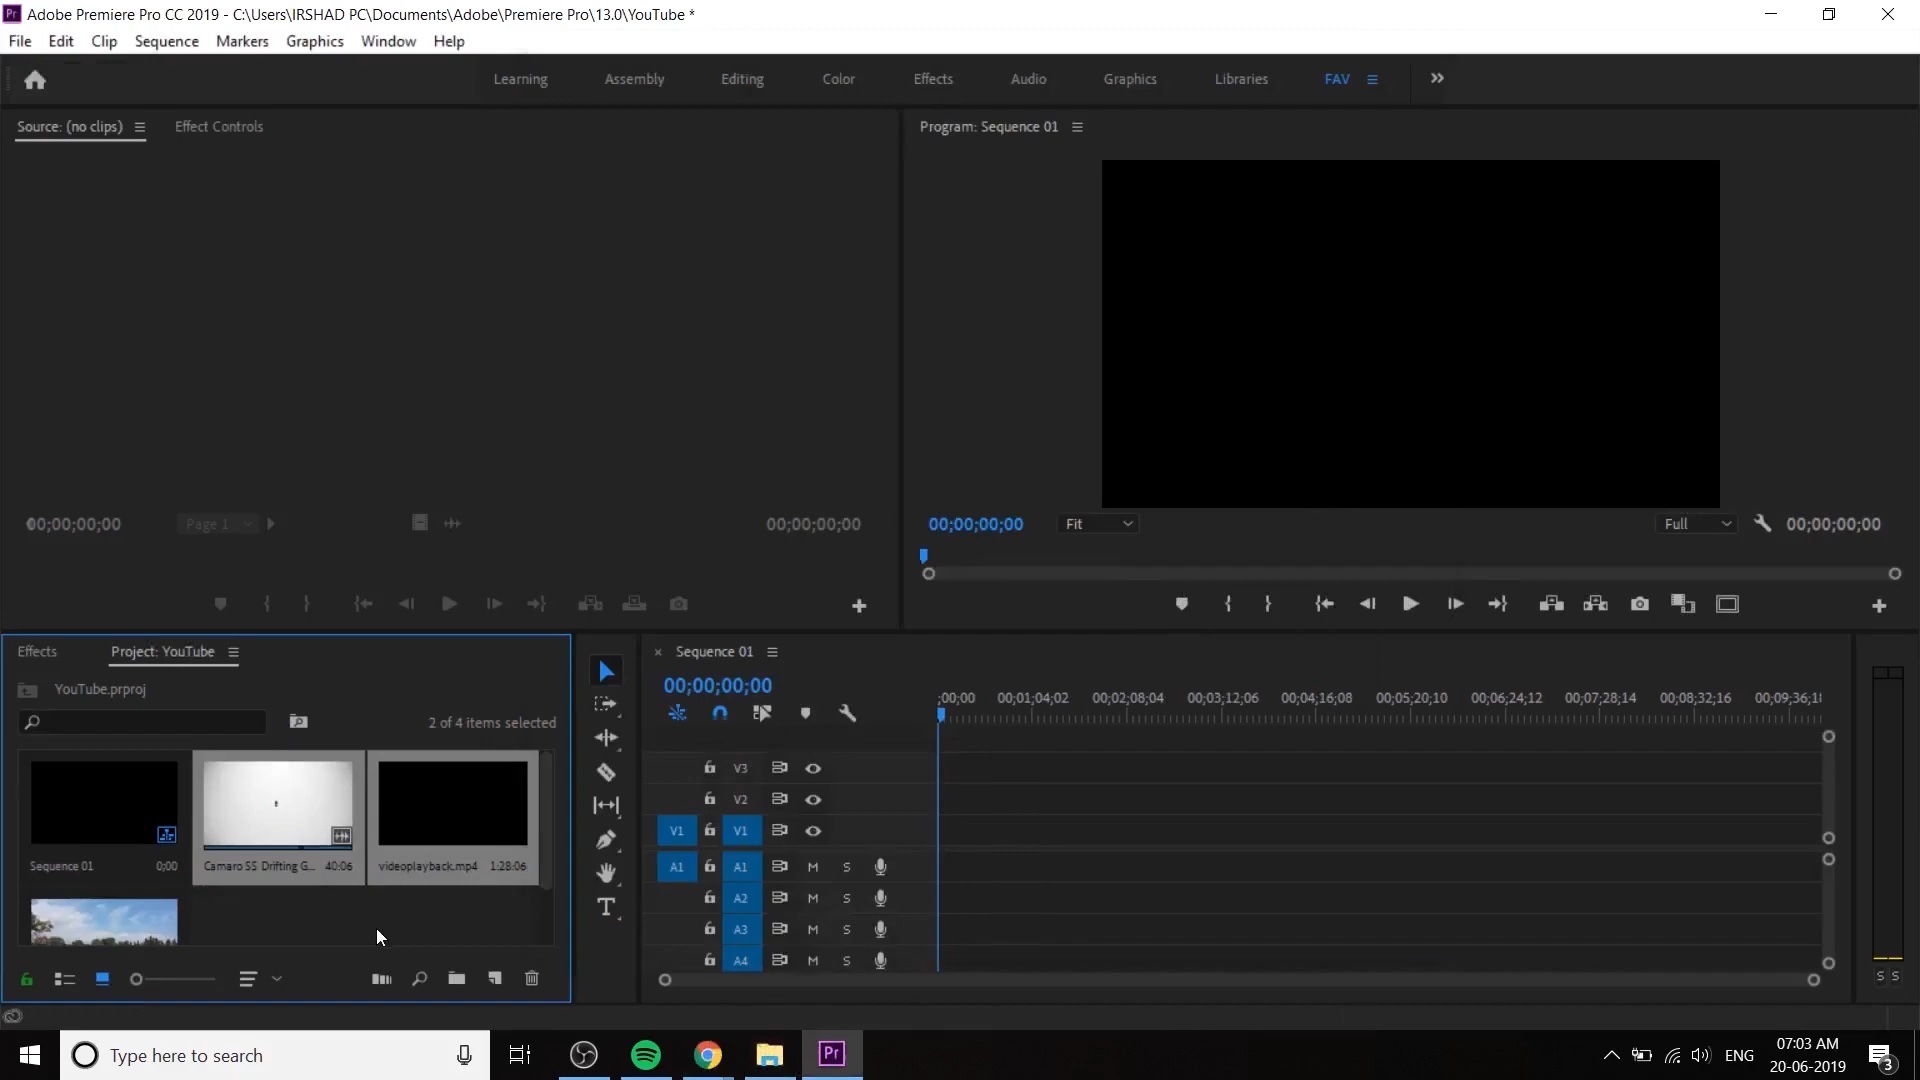 Pr Adobe Premiere Pro CC 2019 - C:\Users\IRSHAD PC\Documents\Adobe\Premiere Pro\13.0\YouTube *
File Edit Clip Sequence Markers Graphics Window Help
Learning Assembly Editing Color Effects Audio Graphics Libraries FAV
Source: (no clips) Effect Controls
Program: Sequence 01
00;00;00;00 Page 1 00;00;00;00
00;00;00;00 Fit Full 00;00;00;00
Effects Project: YouTube
YouTube.prproj
2 of 4 items selected
Sequence 01 0;00
Camaro SS Drifting G... 40:06
videoplayback.mp4 1:28:06
Sequence 01
00;00;00;00
;00;00 00;01;04;02 00;02;08;04 00;03;12;06 00;04;16;08 00;05;20;10 00;06;24;12 00;07;28;14 00;08;32;16 00;09;36;18
V3
V2
V1 V1
A1 A1 M S
A2 M S
A3 M S
A4 M S
S S
Type here to search
Pr
ENG
07:03 AM
20-06-2019
3